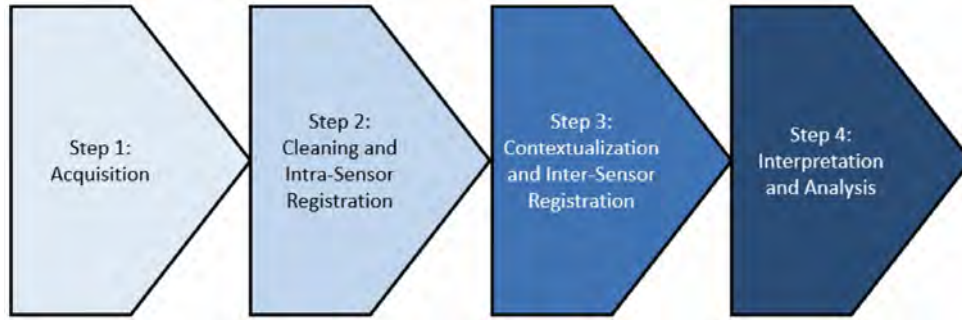 Step 1:
Acquisition
Step 2:
Cleaning and
Intra-Sensor
Registration
Step 3:
Contextualization
and Inter-Sensor
Registration
Step 4:
Interpretation
and Analysis